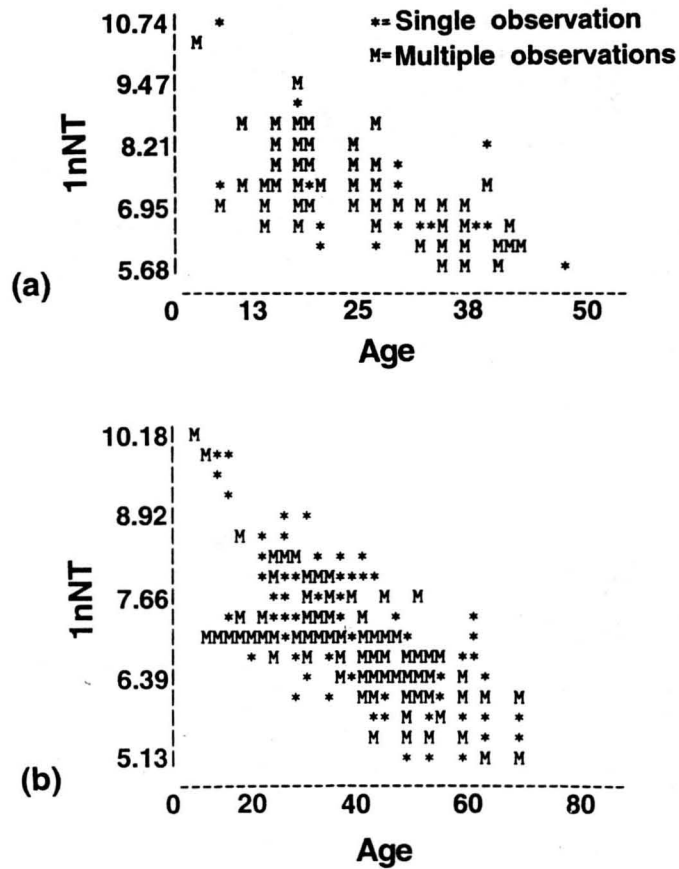 10.74
*=Single observation
M=Multiple observations
9.47
8.21
6.95
5.68
1nNT
(a)
0 13 25 38 50
Age
10.18
8.92
7.66
6.39
5.13
1nNT
(b)
0 20 40 60 80
Age